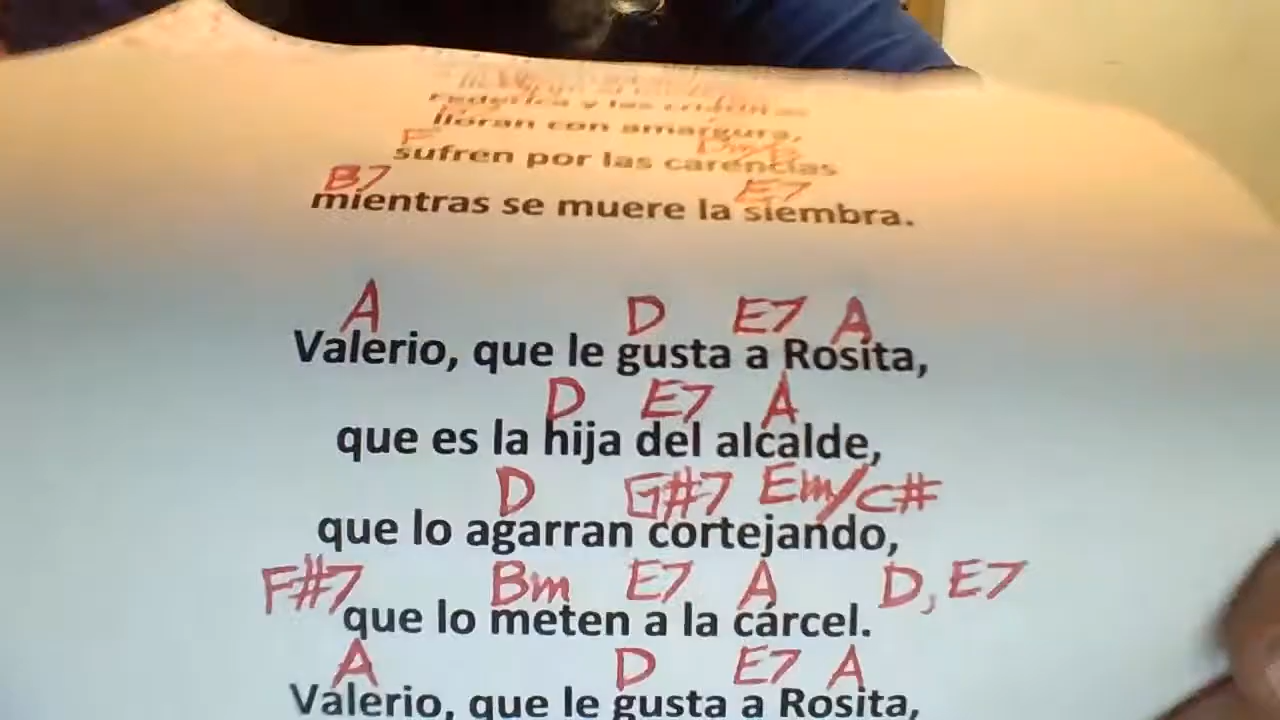 lloran con amargura,
F
sufren por las carencias
B7 E7
mientras se muere la siembra.
A D E7 A
Valerio, que le gusta a Rosita,
D E7 A
que es la hija del alcalde,
D G#7 Em/C#
que lo agarran cortejando,
F#7 Bm E7 A D, E7
que lo meten a la cárcel.
A D E7 A
Valerio, que le gusta a Rosita,